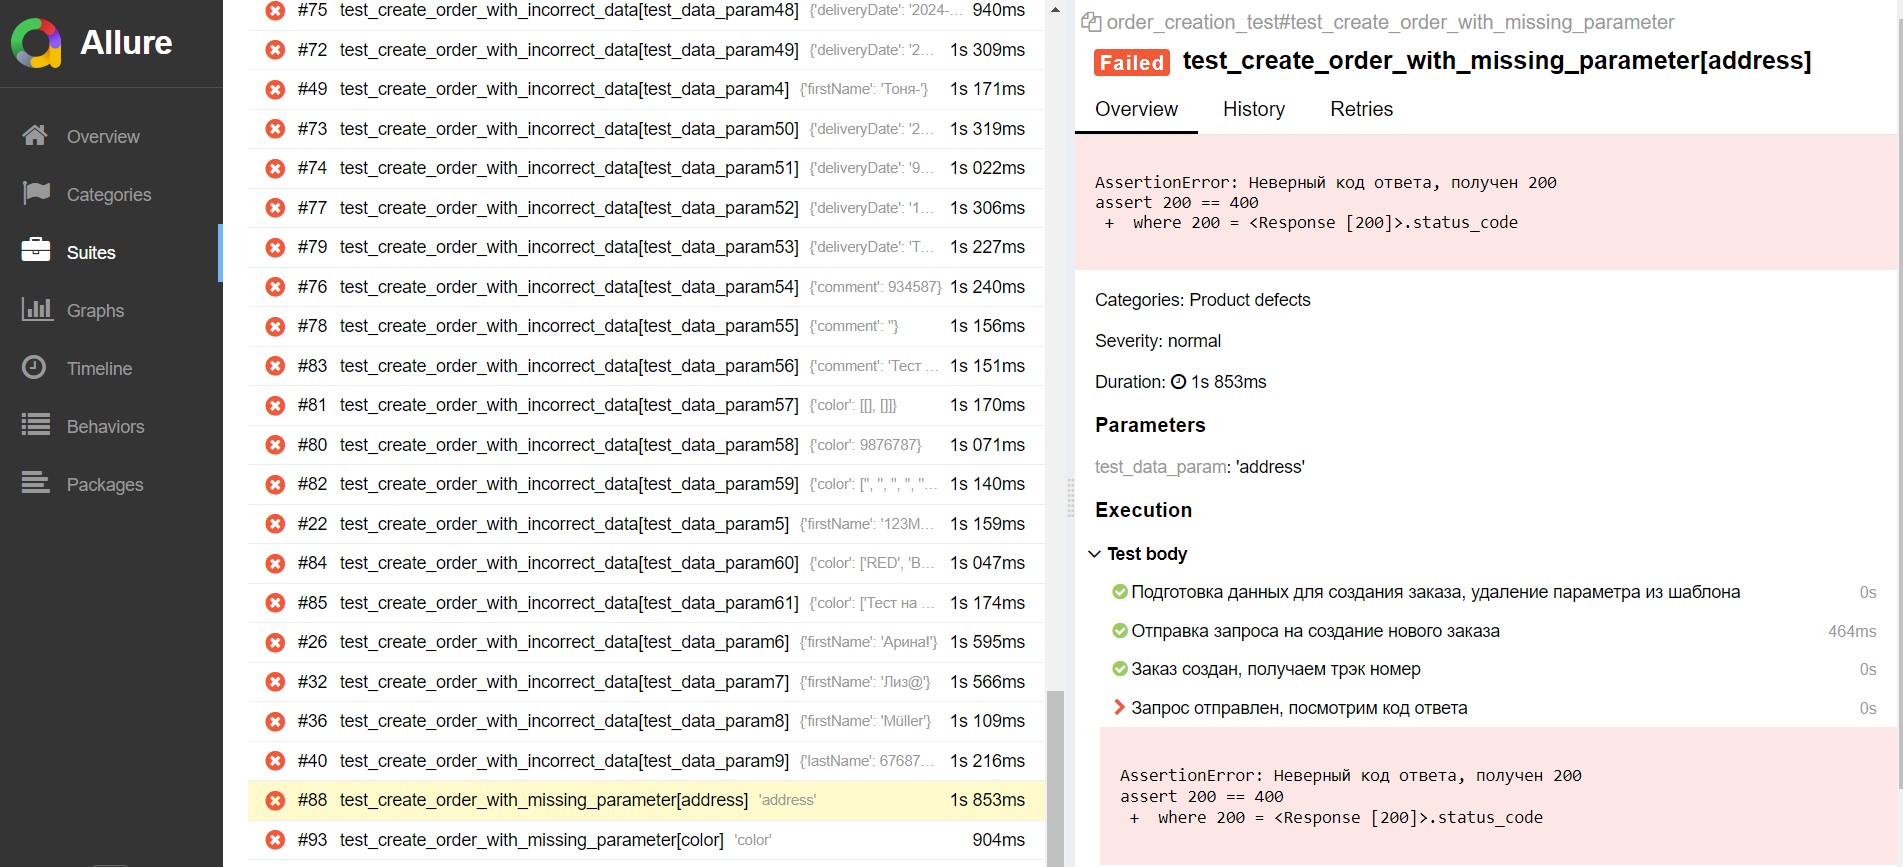 Allure
Overview
Categories
Suites
Graphs
Timeline
Behaviors
Packages
#75 test_create_order_with_incorrect_data[test_data_param48] {'deliveryDate': '2024-... 940ms
#72 test_create_order_with_incorrect_data[test_data_param49] {'deliveryDate': '2... 1s 309ms
#49 test_create_order_with_incorrect_data[test_data_param4] {'firstName': 'Тоня-'} 1s 171ms
#73 test_create_order_with_incorrect_data[test_data_param50] {'deliveryDate': '2... 1s 319ms
#74 test_create_order_with_incorrect_data[test_data_param51] {'deliveryDate': '9... 1s 022ms
#77 test_create_order_with_incorrect_data[test_data_param52] {'deliveryDate': '1... 1s 306ms
#79 test_create_order_with_incorrect_data[test_data_param53] {'deliveryDate': 'T... 1s 227ms
#76 test_create_order_with_incorrect_data[test_data_param54] {'comment': 934587} 1s 240ms
#78 test_create_order_with_incorrect_data[test_data_param55] {'comment': ''} 1s 156ms
#83 test_create_order_with_incorrect_data[test_data_param56] {'comment': 'Тест ... 1s 151ms
#81 test_create_order_with_incorrect_data[test_data_param57] {'color': [[], []]} 1s 170ms
#80 test_create_order_with_incorrect_data[test_data_param58] {'color': 9876787} 1s 071ms
#82 test_create_order_with_incorrect_data[test_data_param59] {'color': ['', '', '', '', ''... 1s 140ms
#22 test_create_order_with_incorrect_data[test_data_param5] {'firstName': '123М... 1s 159ms
#84 test_create_order_with_incorrect_data[test_data_param60] {'color': ['RED', 'B... 1s 047ms
#85 test_create_order_with_incorrect_data[test_data_param61] {'color': ['Тест на ... 1s 174ms
#26 test_create_order_with_incorrect_data[test_data_param6] {'firstName': 'Арина!'} 1s 595ms
#32 test_create_order_with_incorrect_data[test_data_param7] {'firstName': 'Лиз@'} 1s 566ms
#36 test_create_order_with_incorrect_data[test_data_param8] {'firstName': 'Müller'} 1s 109ms
#40 test_create_order_with_incorrect_data[test_data_param9] {'lastName': 67687... 1s 216ms
#88 test_create_order_with_missing_parameter[address] 'address' 1s 853ms
#93 test_create_order_with_missing_parameter[color] 'color' 904ms
order_creation_test#test_create_order_with_missing_parameter
Failed test_create_order_with_missing_parameter[address]
Overview History Retries
AssertionError: Неверный код ответа, получен 200
assert 200 == 400
+ where 200 = <Response [200]>.status_code
Categories: Product defects
Severity: normal
Duration: 1s 853ms
Parameters
test_data_param: 'address'
Execution
Test body
Подготовка данных для создания заказа, удаление параметра из шаблона 0s
Отправка запроса на создание нового заказа 464ms
Заказ создан, получаем трэк номер 0s
Запрос отправлен, посмотрим код ответа 0s
AssertionError: Неверный код ответа, получен 200
assert 200 == 400
+ where 200 = <Response [200]>.status_code